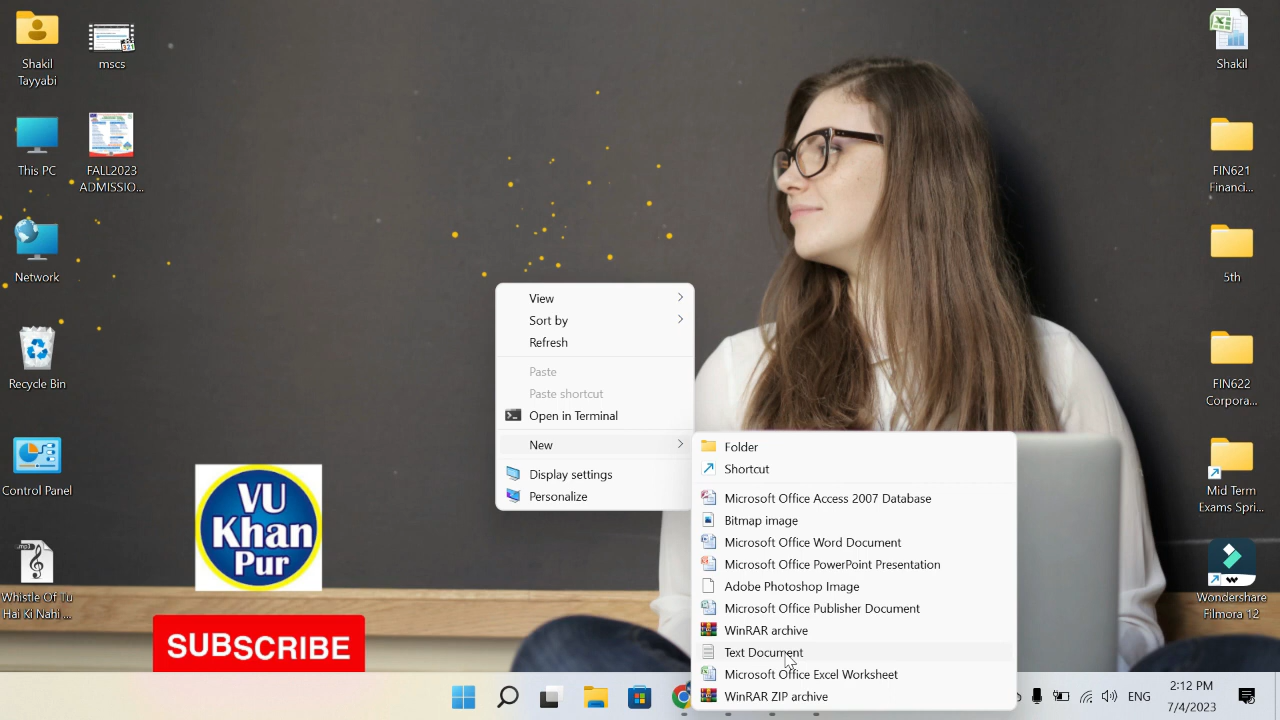 Shakil
Tayyabi
mscs
This PC
FALL2023
ADMISSIO...
Network
Recycle Bin
Control Panel
Whistle Of Tu
Hai Ki Nahi ...
VU
Khan
Pur
SUBSCRIBE
View
Sort by
Refresh
Paste
Paste shortcut
Open in Terminal
New
Display settings
Personalize
Folder
Shortcut
Microsoft Office Access 2007 Database
Bitmap image
Microsoft Office Word Document
Microsoft Office PowerPoint Presentation
Adobe Photoshop Image
Microsoft Office Publisher Document
WinRAR archive
Text Document
Microsoft Office Excel Worksheet
WinRAR ZIP archive
Shakil
FIN621
Financi...
5th
FIN622
Corpora...
Mid Term
Exams Spri...
Wondershare
Filmora 12
2:12 PM
7/4/2023